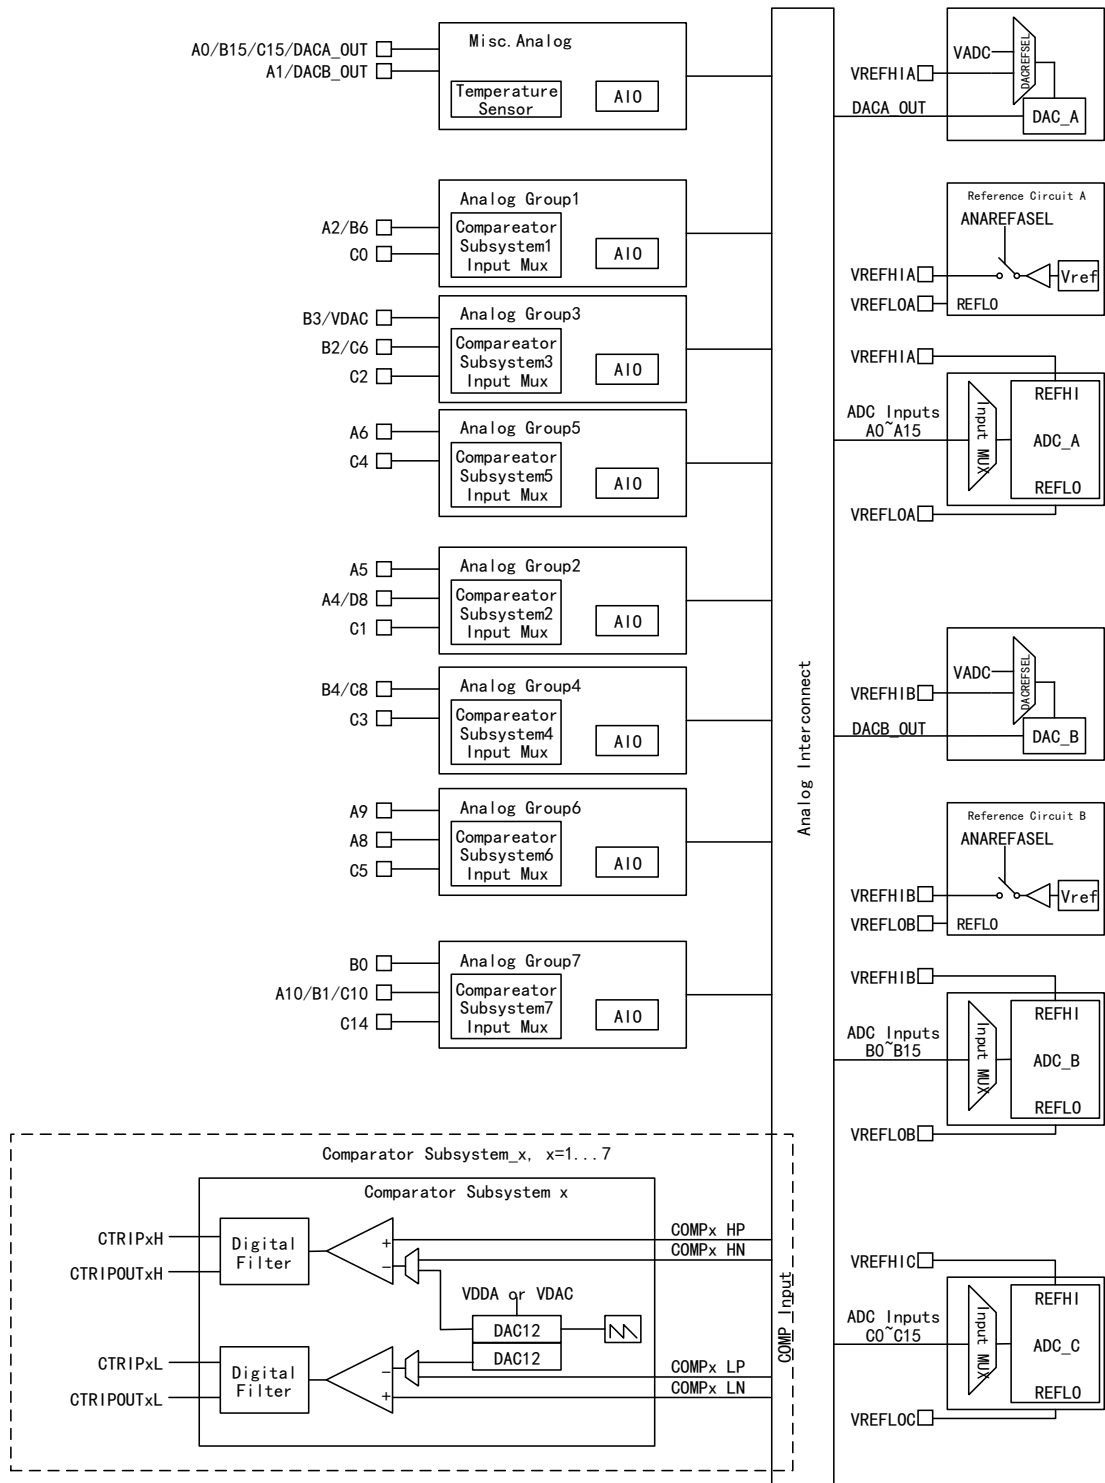 A0/B15/C15/DACA_OUT
A1/DACB_OUT
Misc.Analog
Temperature
Sensor
AIO
A2/B6
C0
Analog Group1
Compareator
Subsystem1
Input Mux
AIO
B3/VDAC
B2/C6
C2
Analog Group3
Compareator
Subsystem3
Input Mux
AIO
A6
C4
Analog Group5
Compareator
Subsystem5
Input Mux
AIO
A5
A4/D8
C1
Analog Group2
Compareator
Subsystem2
Input Mux
AIO
B4/C8
C3
Analog Group4
Compareator
Subsystem4
Input Mux
AIO
A9
A8
C5
Analog Group6
Compareator
Subsystem6
Input Mux
AIO
B0
A10/B1/C10
C14
Analog Group7
Compareator
Subsystem7
Input Mux
AIO
Comparator Subsystem_x, x=1...7
Comparator Subsystem x
CTRIPxH
CTRIPOUTxH
Digital
Filter
+
−
COMPx HP
COMPx HN
VDDA or VDAC
DAC12
DAC12
CTRIPxL
CTRIPOUTxL
Digital
Filter
−
+
COMPx LP
COMPx LN
COMP Input
Analog Interconnect
VADC
VREFHIA
DACREFSEL
DACA OUT
DAC_A
Reference Circuit A
ANAREFASEL
VREFHIA
Vref
VREFLOA
REFLO
VREFHIA
REFHI
ADC Inputs
A0~A15
Input MUX
ADC_A
REFLO
VREFLOA
VADC
VREFHIB
DACREFSEL
DACB_OUT
DAC_B
Reference Circuit B
ANAREFASEL
VREFHIB
Vref
VREFLOB
REFLO
VREFHIB
REFHI
ADC Inputs
B0~B15
Input MUX
ADC_B
REFLO
VREFLOB
VREFHIC
REFHI
ADC Inputs
C0~C15
Input MUX
ADC_C
REFLO
VREFLOC